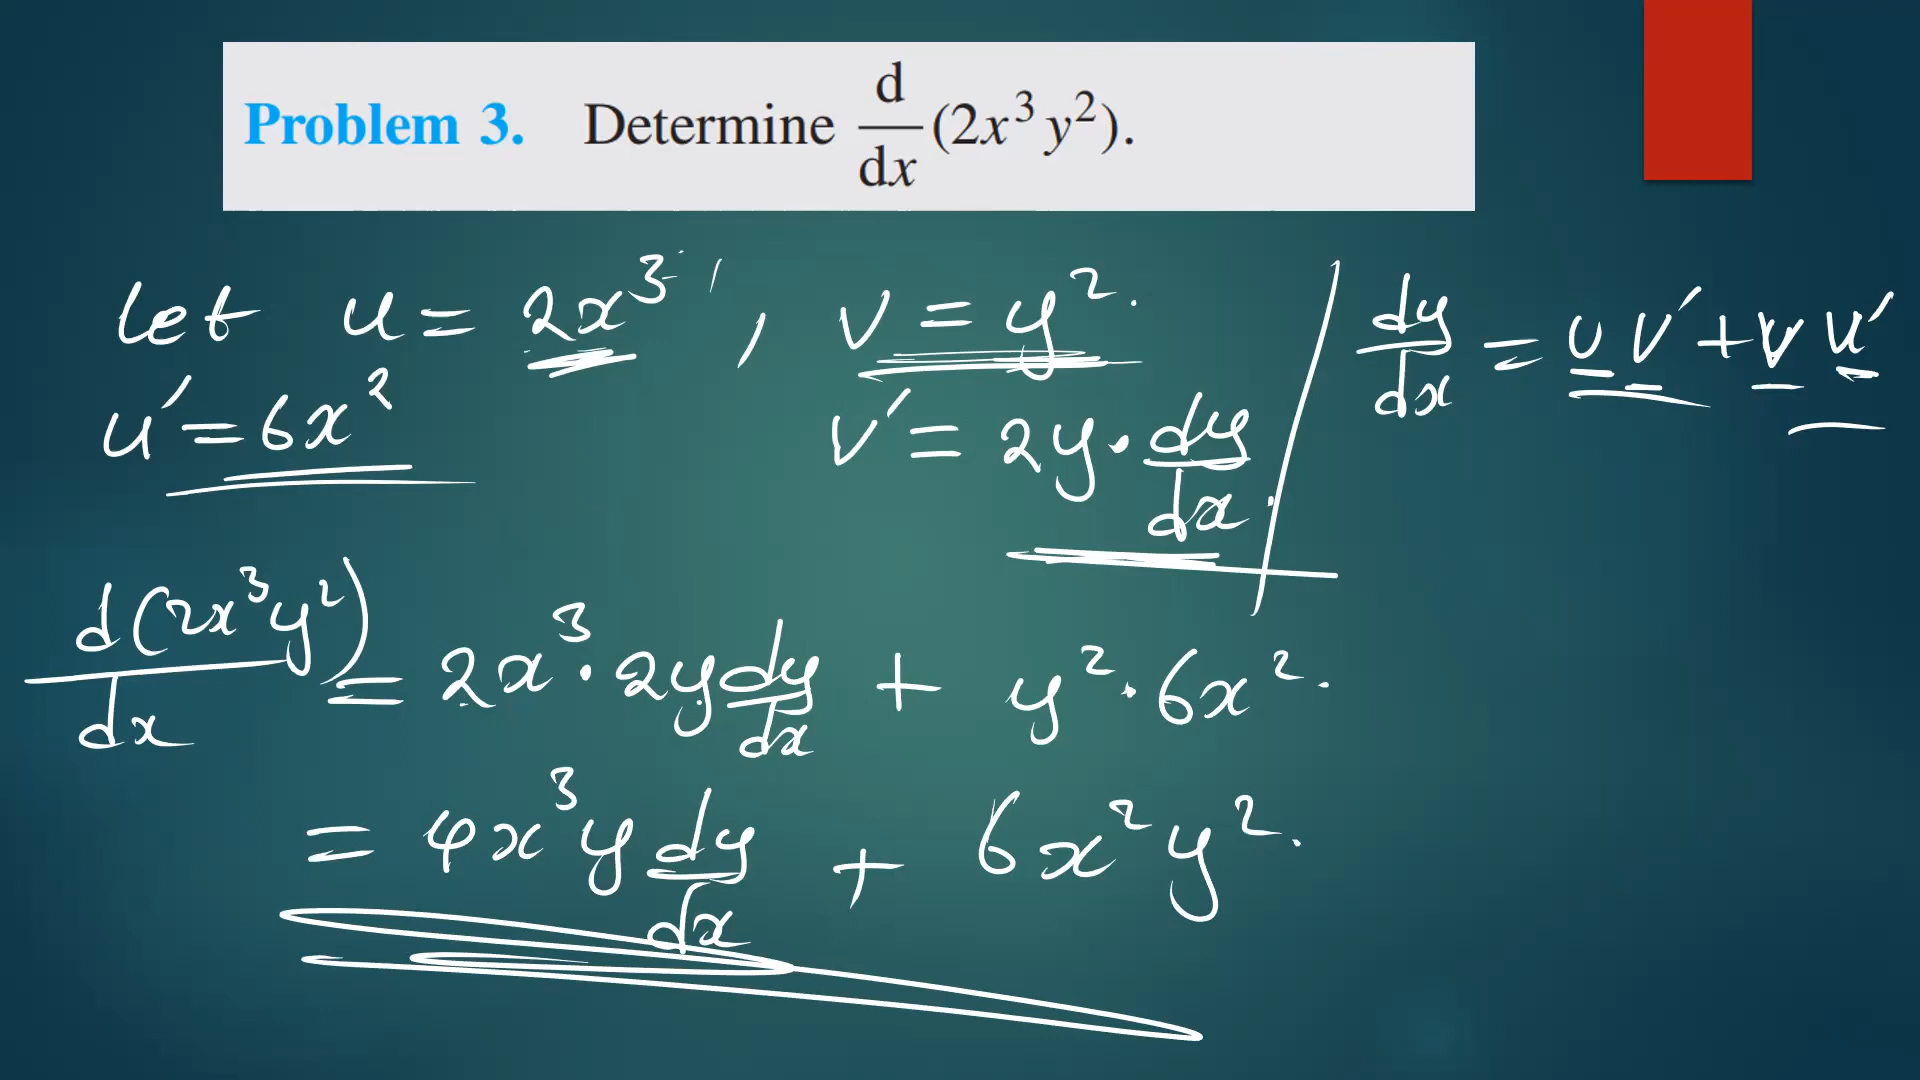 Problem 3. Determine d/dx (2x³y²).
let u = 2x³, v = y².
dy/dx = uv′ + vu′
u′ = 6x²
v′ = 2y · dy/dx
d(2x³y²)/dx = 2x³ · 2y dy/dx + y² · 6x².
= 4x³y dy/dx + 6x²y².